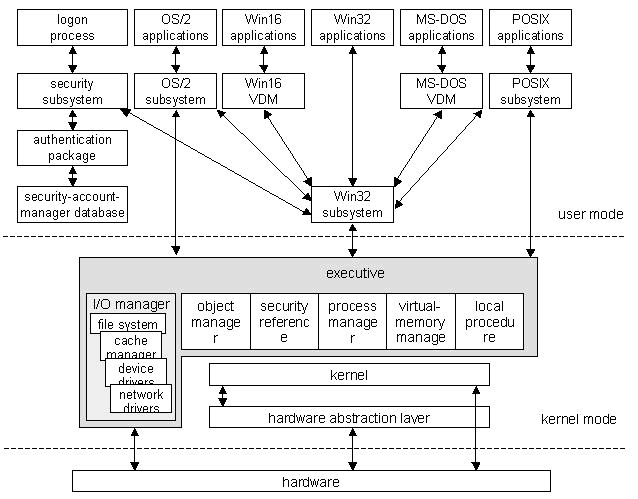 logon
process
OS/2
applications
Win16
applications
Win32
applications
MS-DOS
applications
POSIX
applications
security
subsystem
OS/2
subsystem
Win16
VDM
MS-DOS
VDM
POSIX
subsystem
authentication
package
security-account-
manager database
Win32
subsystem
user mode
executive
I/O manager
file system
cache
manager
device
drivers
network
drivers
object
manage
r
security
referenc
e
process
manage
r
virtual-
memory
manage
local
procedu
re
kernel
hardware abstraction layer
kernel mode
hardware